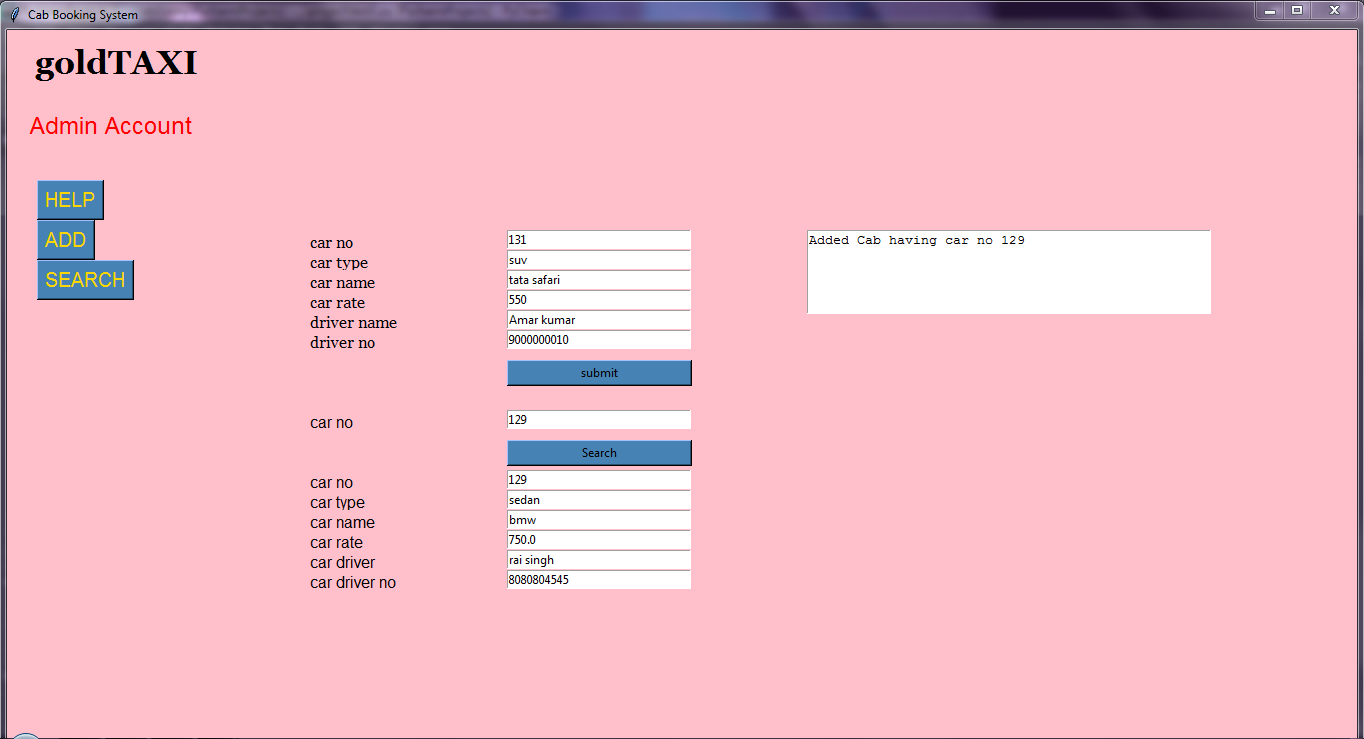 Cab Booking System
goldTAXI
Admin Account
HELP
ADD
SEARCH
car no 131
car type suv
car name tata safari
car rate 550
driver name Amar kumar
driver no 9000000010
submit
Added Cab having car no 129
car no 129
Search
car no 129
car type sedan
car name bmw
car rate 750.0
car driver rai singh
car driver no 8080804545